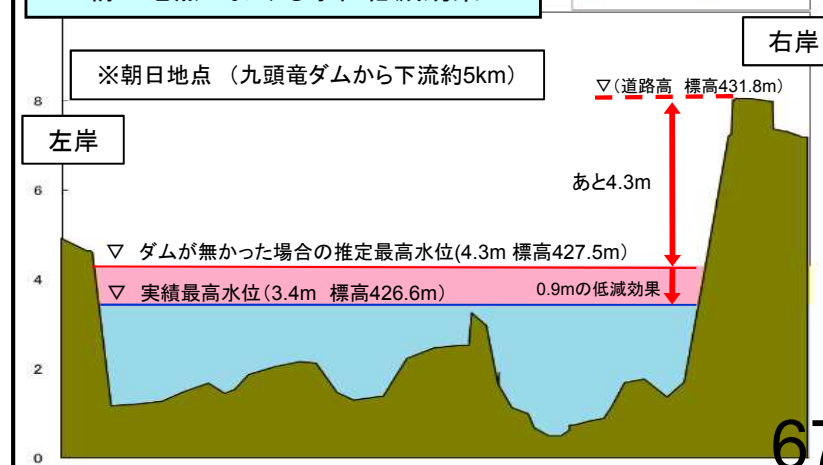 右岸
※朝日地点 （九頭竜ダムから下流約5km）
▽（道路高 標高431.8m）
8
左岸
あと4.3m
6
▽ ダムが無かった場合の推定最高水位(4.3m 標高427.5m)
4
▽ 実績最高水位（3.4m 標高426.6m）
0.9mの低減効果
2
0
67